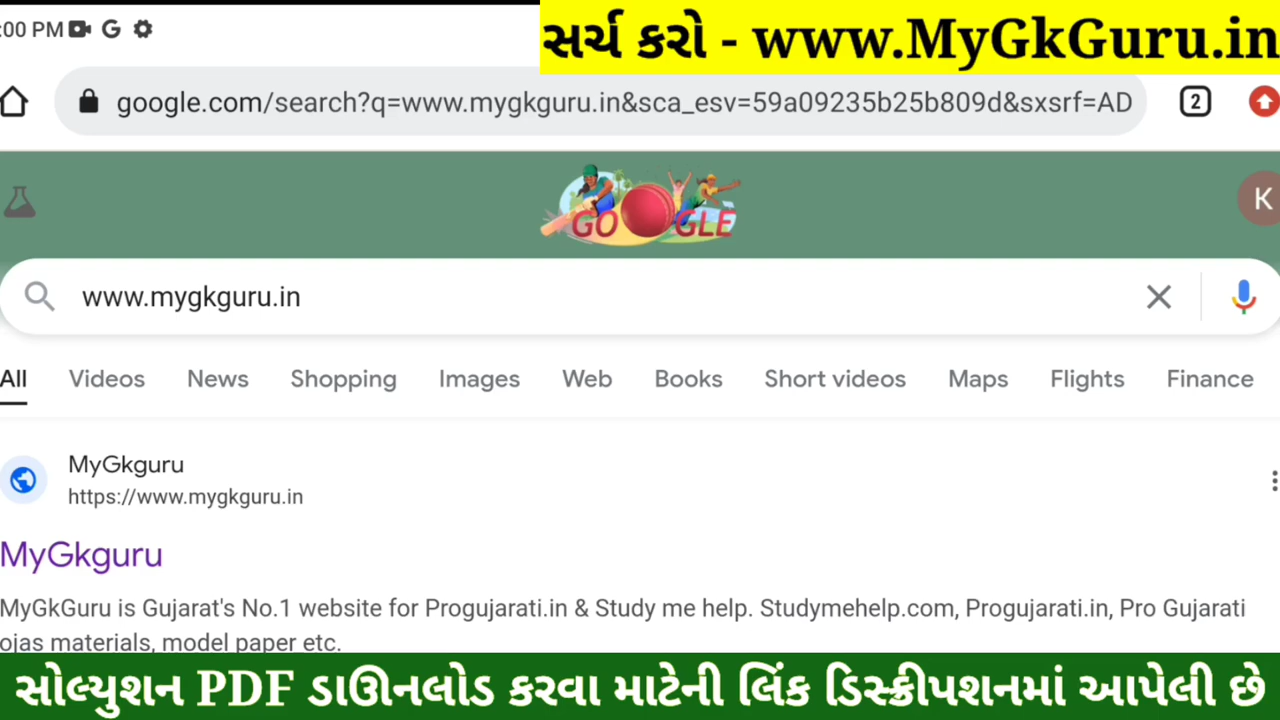 :00 PM
સર્ચ કરો - www.MyGkGuru.in
google.com/search?q=www.mygkguru.in&sca_esv=59a09235b25b809d&sxsrf=AD
2
GOOGLE
K
www.mygkguru.in
All Videos News Shopping Images Web Books Short videos Maps Flights Finance
MyGkguru
https://www.mygkguru.in
MyGkguru
MyGkGuru is Gujarat's No.1 website for Progujarati.in & Study me help. Studymehelp.com, Progujarati.in, Pro Gujarati
ojas materials, model paper etc.
સોલ્યુશન PDF ડાઊનલોડ કરવા માટેની લિંક ડિસ્ક્રીપશનમાં આપેલી છે